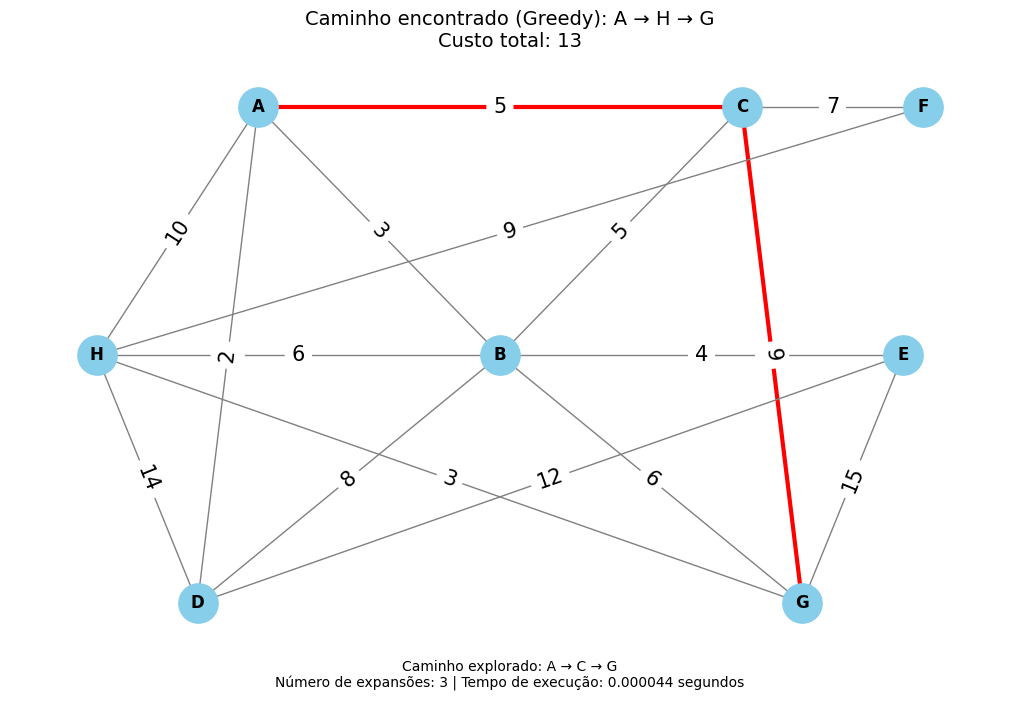 Caminho encontrado (Greedy): A → H → G
Custo total: 13
A
5
C
7
F
10
3
9
5
H
2
6
B
4
E
14
8
3
12
6
15
D
G
Caminho explorado: A → C → G
Número de expansões: 3 | Tempo de execução: 0.000044 segundos